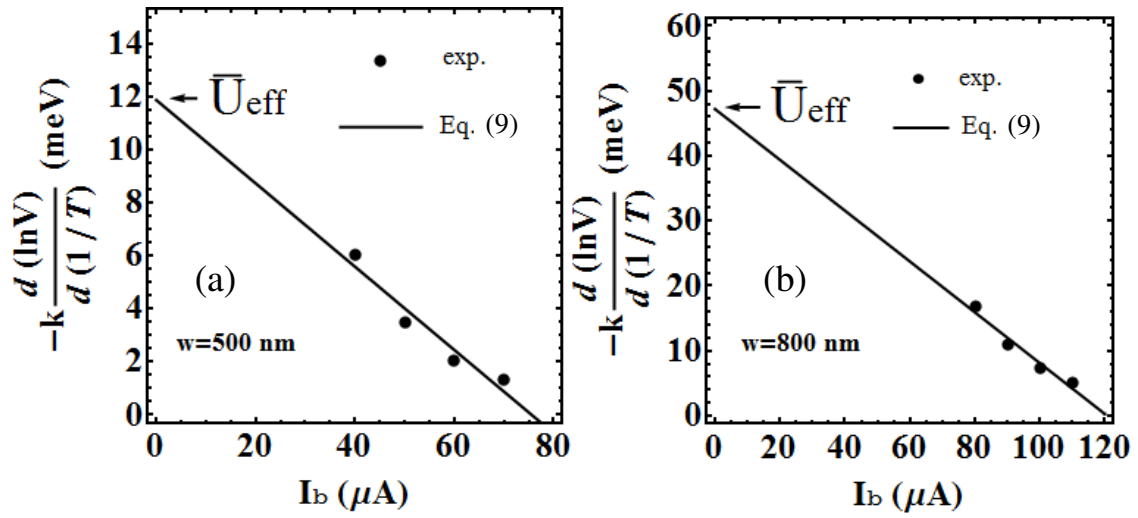 14
12
10
8
6
4
2
0
0 20 40 60 80
−k d (lnV) / d (1 / T) (meV)
I_b (μA)
exp.
Eq. (9)
U̅eff
(a)
w=500 nm
60
50
40
30
20
10
0
0 20 40 60 80 100 120
−k d (lnV) / d (1 / T) (meV)
I_b (μA)
exp.
Eq. (9)
U̅eff
(b)
w=800 nm